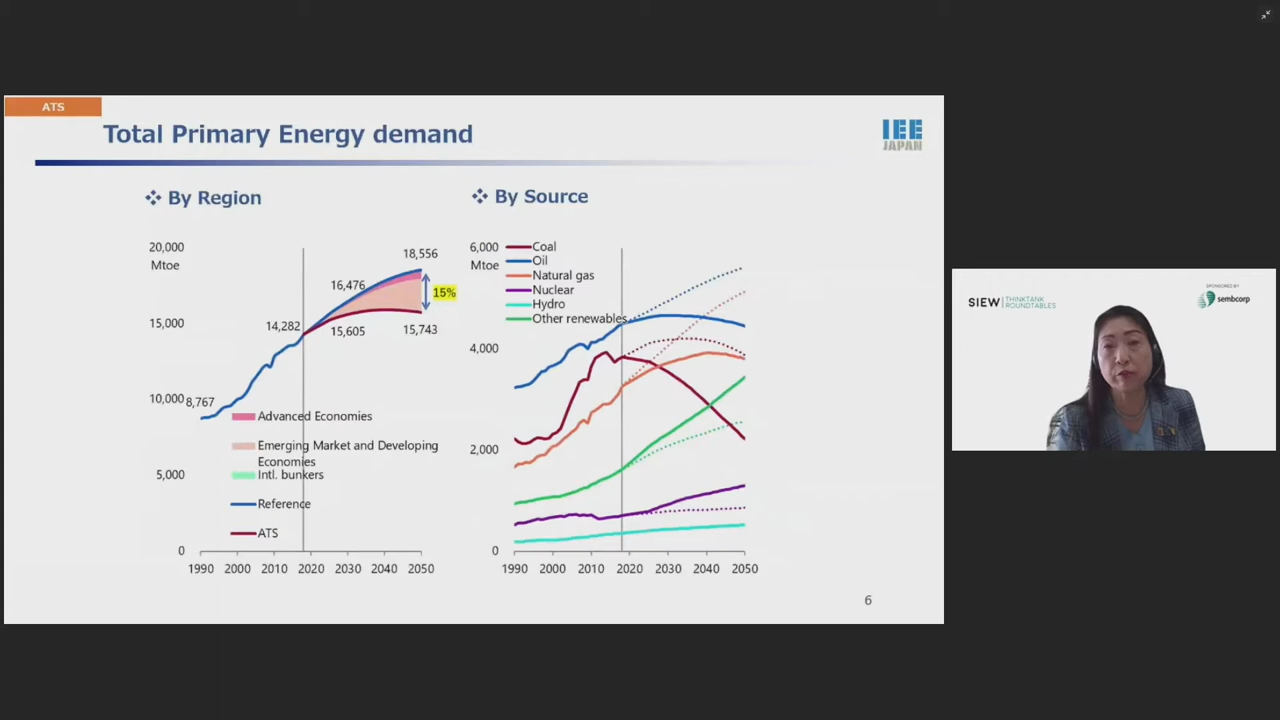 ATS
Total Primary Energy demand
IEE
JAPAN
❖ By Region
20,000
Mtoe
15,000
10,000
5,000
0
18,556
16,476
15%
14,282
15,605
15,743
8,767
Advanced Economies
Emerging Market and Developing
Economies
Intl. bunkers
Reference
ATS
1990 2000 2010 2020 2030 2040 2050
❖ By Source
6,000
Mtoe
4,000
2,000
0
Coal
Oil
Natural gas
Nuclear
Hydro
Other renewables
1990 2000 2010 2020 2030 2040 2050
6
SIEW THINKTANK
ROUNDTABLES
SPONSORED BY
sembcorp